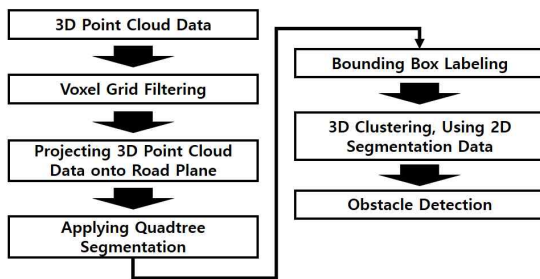 3D Point Cloud Data
Voxel Grid Filtering
Projecting 3D Point Cloud
Data onto Road Plane
Applying Quadtree
Segmentation
Bounding Box Labeling
3D Clustering, Using 2D
Segmentation Data
Obstacle Detection